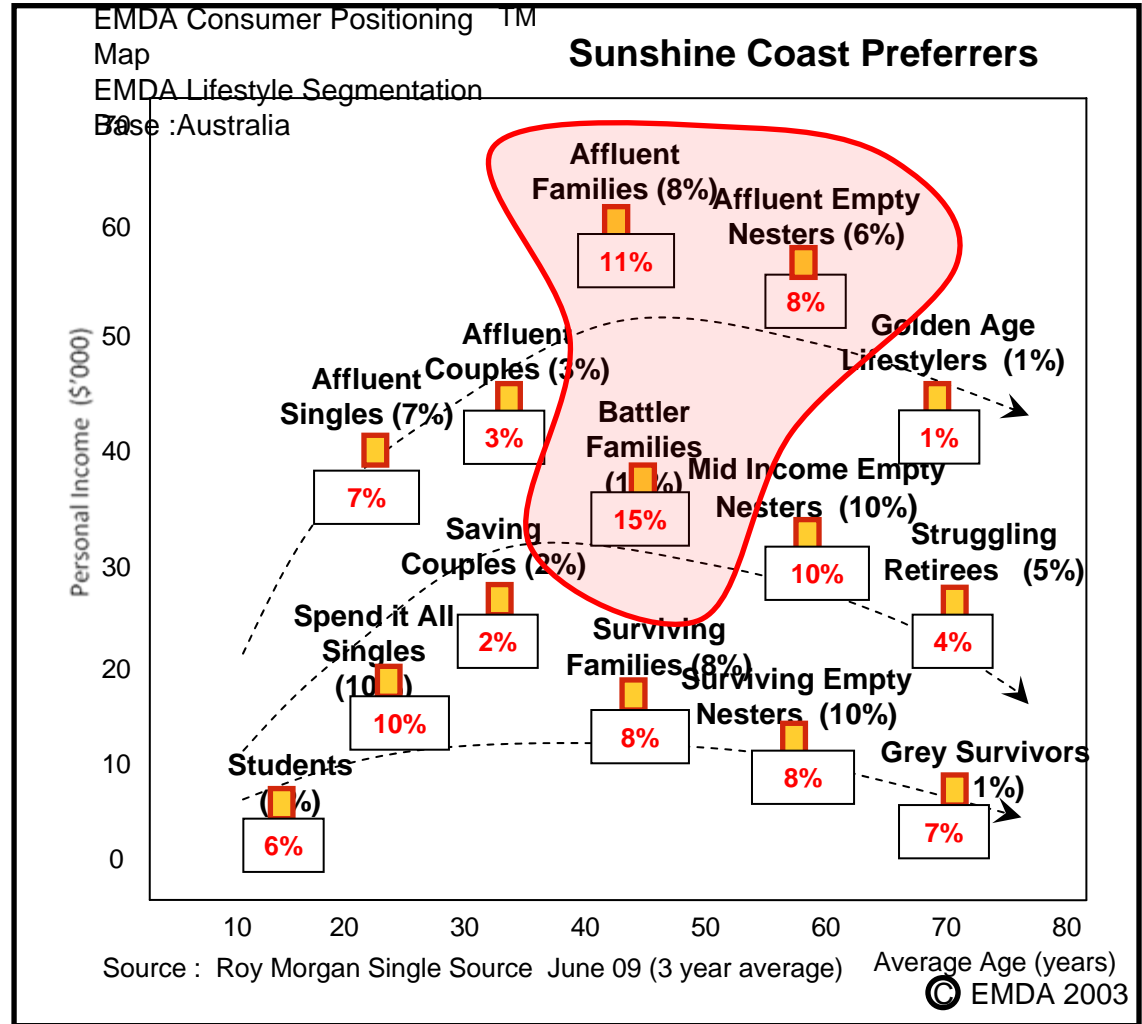 EMDA Consumer Positioning TM
Map
EMDA Lifestyle Segmentation
Base :Australia
Sunshine Coast Preferrers
Personal Income ($'000)
70
60
50
40
30
20
10
0
Affluent
Families (8%)
11%
Affluent Empty
Nesters (6%)
8%
Affluent
Couples (3%)
3%
Affluent
Singles (7%)
7%
Golden Age
Lifestylers (1%)
1%
Battler
Families
15%
Mid Income Empty
Nesters (10%)
10%
Saving
Couples (2%)
2%
Struggling
Retirees (5%)
4%
Spend it All
Singles
(10%)
10%
Surviving
Families (8%)
8%
Surviving Empty
Nesters (10%)
8%
Students
6%
Grey Survivors
7%
10 20 30 40 50 60 70 80
Average Age (years)
Source : Roy Morgan Single Source June 09 (3 year average)
© EMDA 2003